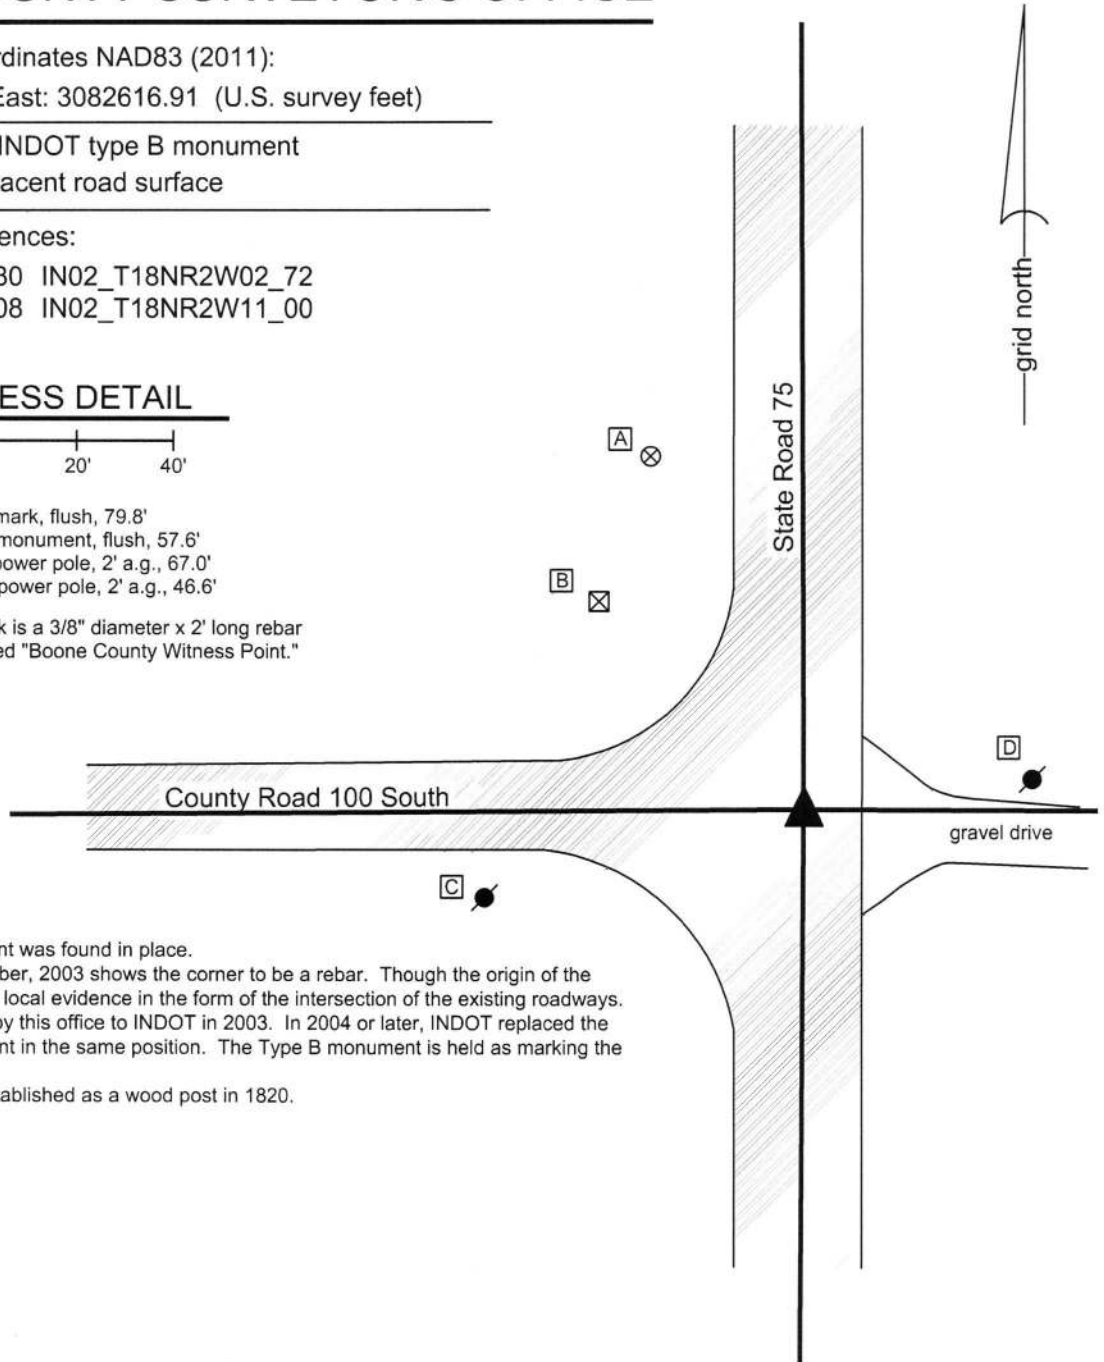 rdinates NAD83 (2011):
East: 3082616.91 (U.S. survey feet)
INDOT type B monument
acent road surface
ences:
30 IN02_T18NR2W02_72
08 IN02_T18NR2W11_00
ESS DETAIL
20' 40'
mark, flush, 79.8'
monument, flush, 57.6'
power pole, 2' a.g., 67.0'
power pole, 2' a.g., 46.6'
k is a 3/8" diameter x 2' long rebar
ed "Boone County Witness Point."
grid north
State Road 75
A
B
County Road 100 South
D
gravel drive
C
nt was found in place.
ber, 2003 shows the corner to be a rebar. Though the origin of the
local evidence in the form of the intersection of the existing roadways.
by this office to INDOT in 2003. In 2004 or later, INDOT replaced the
nt in the same position. The Type B monument is held as marking the
ablished as a wood post in 1820.